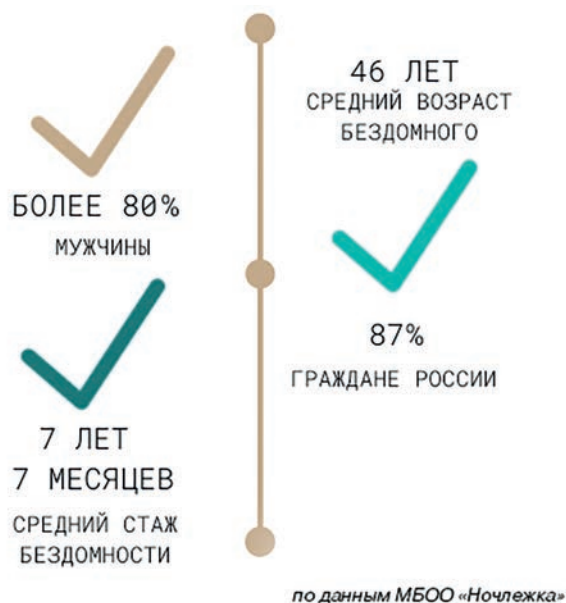 46 ЛЕТ
СРЕДНИЙ ВОЗРАСТ
БЕЗДОМНОГО
БОЛЕЕ 80%
МУЖЧИНЫ
87%
ГРАЖДАНЕ РОССИИ
7 ЛЕТ
7 МЕСЯЦЕВ
СРЕДНИЙ СТАЖ
БЕЗДОМНОСТИ
по данным МБОО «Ночлежка»